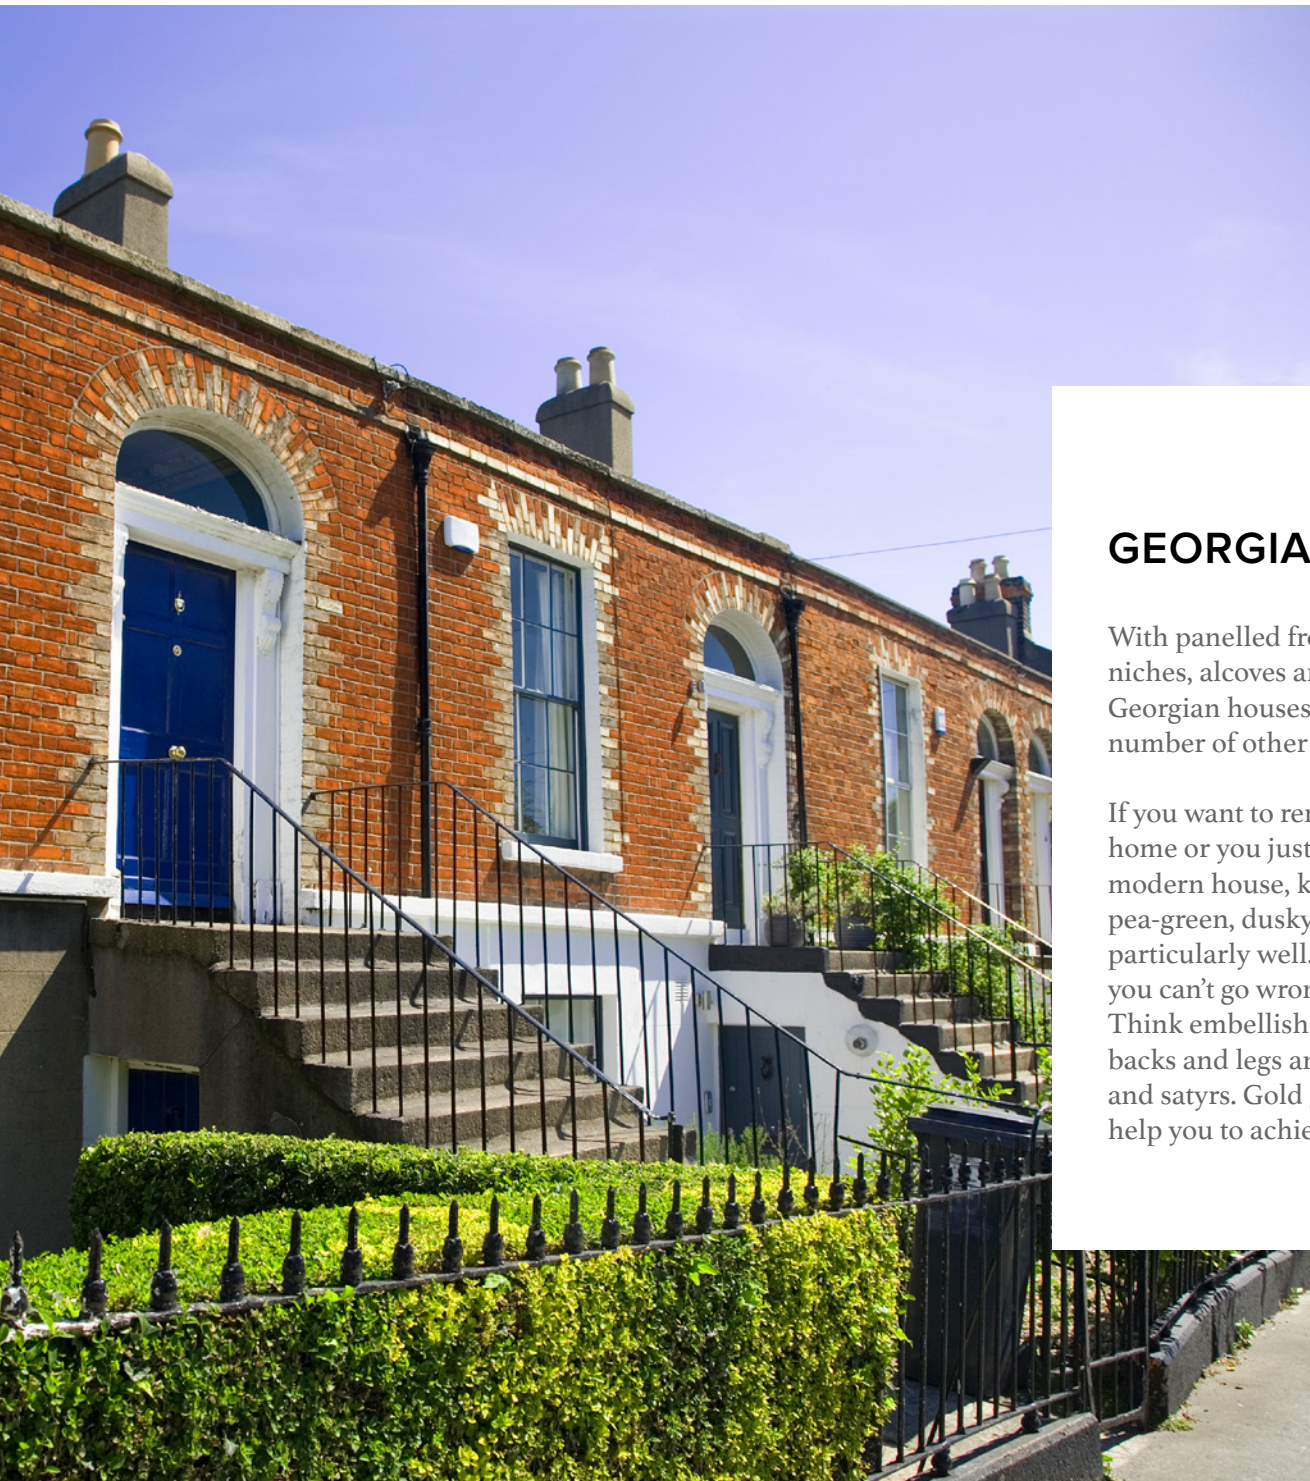 GEORGIA
With panelled fr
niches, alcoves a
Georgian houses
number of other
If you want to re
home or you just
modern house, k
pea-green, dusky
particularly well.
you can’t go wron
Think embellish
backs and legs a
and satyrs. Gold
help you to achie